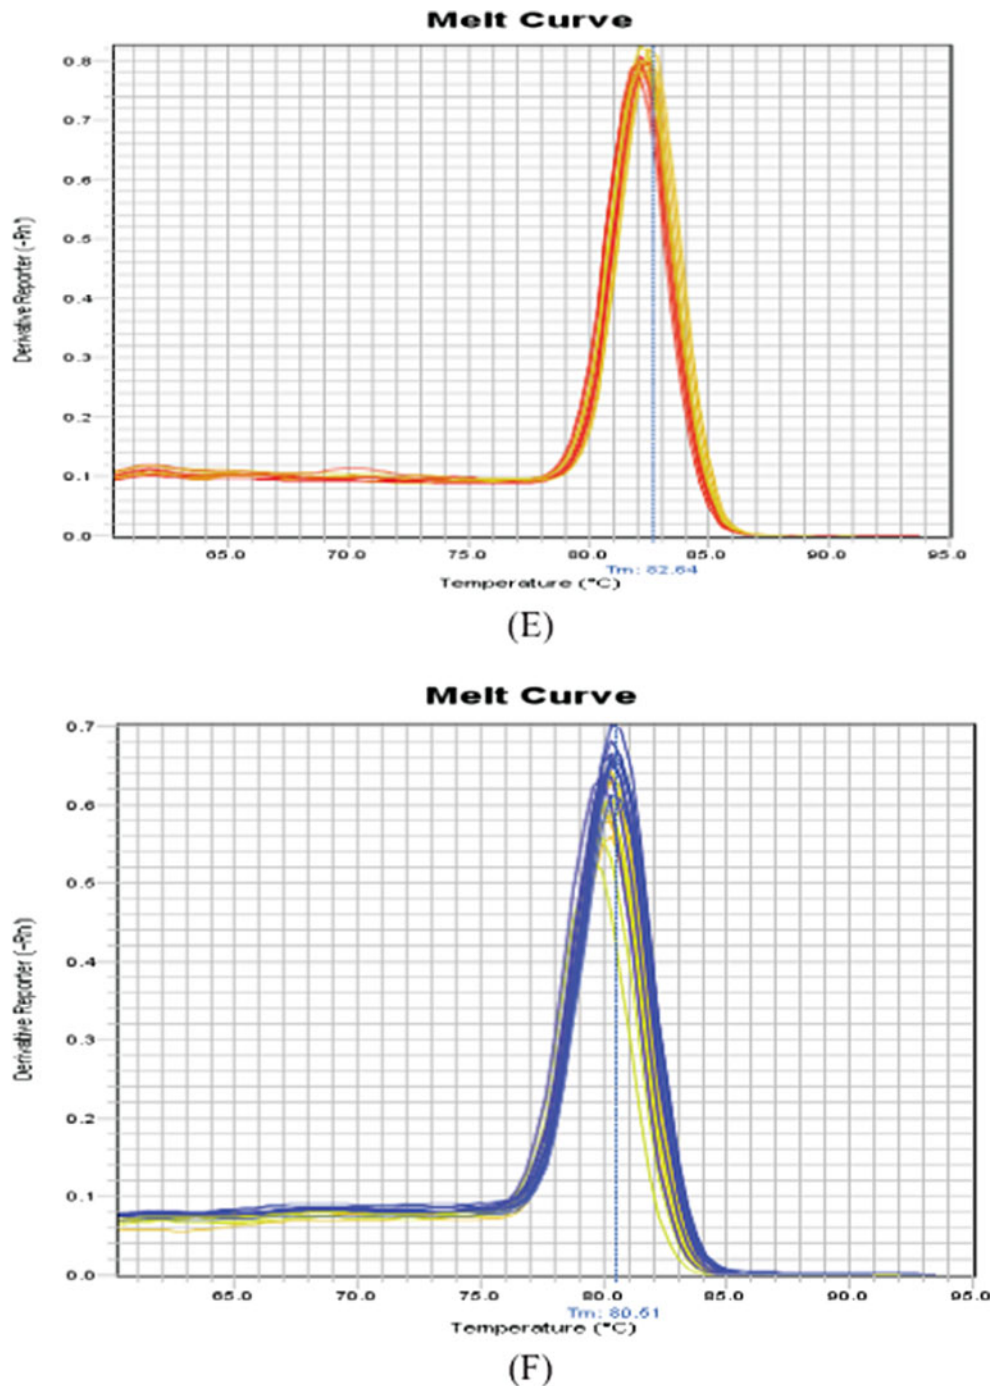 Melt Curve
Derivative Reporter (-Rn')
0.8
0.7
0.6
0.5
0.4
0.3
0.2
0.1
0.0
65.0 70.0 75.0 80.0 85.0 90.0 95.0
Tm: 82.64
Temperature (°C)
(E)
Melt Curve
Derivative Reporter (-Rn')
0.7
0.6
0.5
0.4
0.3
0.2
0.1
0.0
65.0 70.0 75.0 80.0 85.0 90.0 95.0
Tm: 80.51
Temperature (°C)
(F)